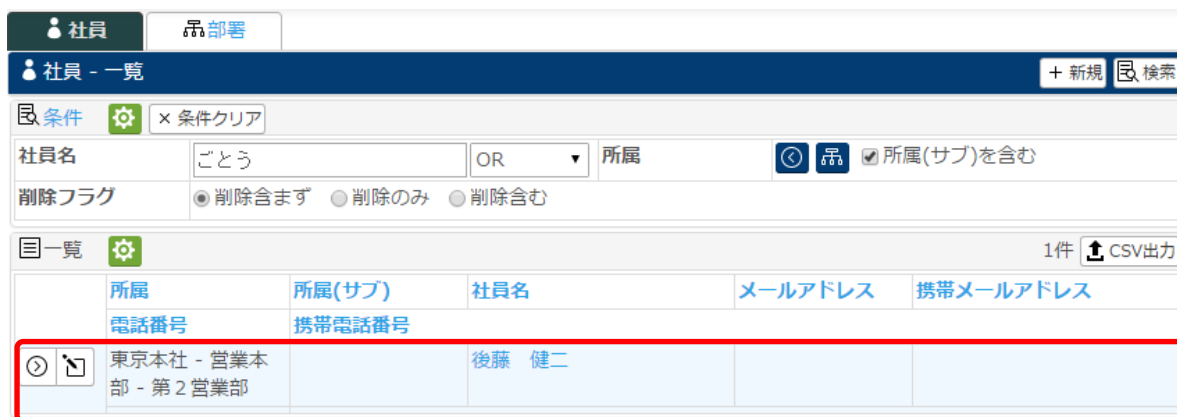 社員 部署
社員 - 一覧 + 新規 検索
条件 × 条件クリア
社員名 ごとう OR 所属 所属(サブ)を含む
削除フラグ 削除含まず 削除のみ 削除含む
一覧 1件 CSV出力
所属 所属(サブ) 社員名 メールアドレス 携帯メールアドレス
電話番号 携帯電話番号
東京本社 - 営業本 後藤 健二
部 - 第2営業部